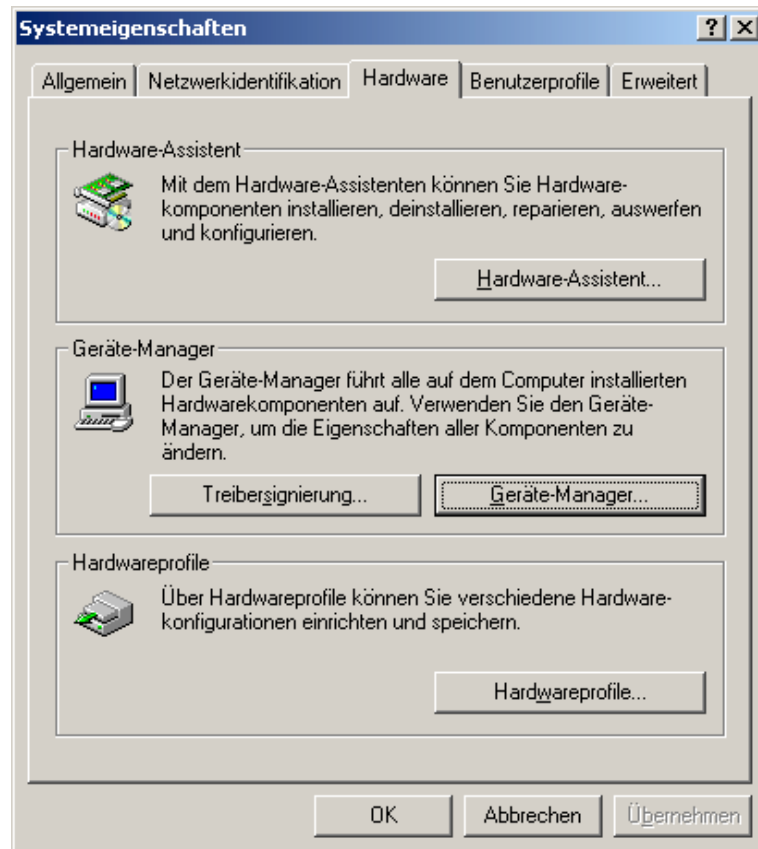 Systemeigenschaften
Allgemein Netzwerkidentifikation Hardware Benutzerprofile Erweitert
Hardware-Assistent
Mit dem Hardware-Assistenten können Sie Hardware-
komponenten installieren, deinstallieren, reparieren, auswerfen
und konfigurieren.
Hardware-Assistent...
Geräte-Manager
Der Geräte-Manager führt alle auf dem Computer installierten
Hardwarekomponenten auf. Verwenden Sie den Geräte-
Manager, um die Eigenschaften aller Komponenten zu
ändern.
Treibersignierung... Geräte-Manager...
Hardwareprofile
Über Hardwareprofile können Sie verschiedene Hardware-
konfigurationen einrichten und speichern.
Hardwareprofile...
OK Abbrechen Übernehmen